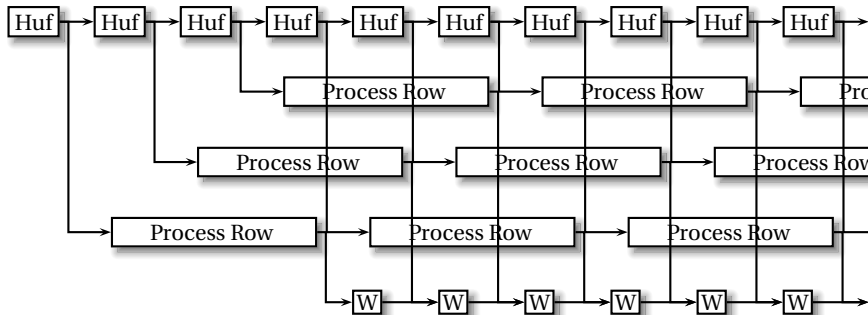 Huf Huf Huf Huf Huf Huf Huf Huf Huf Huf
Process Row Process Row Pro
Process Row Process Row Process Row
Process Row Process Row Process Row
W W W W W W